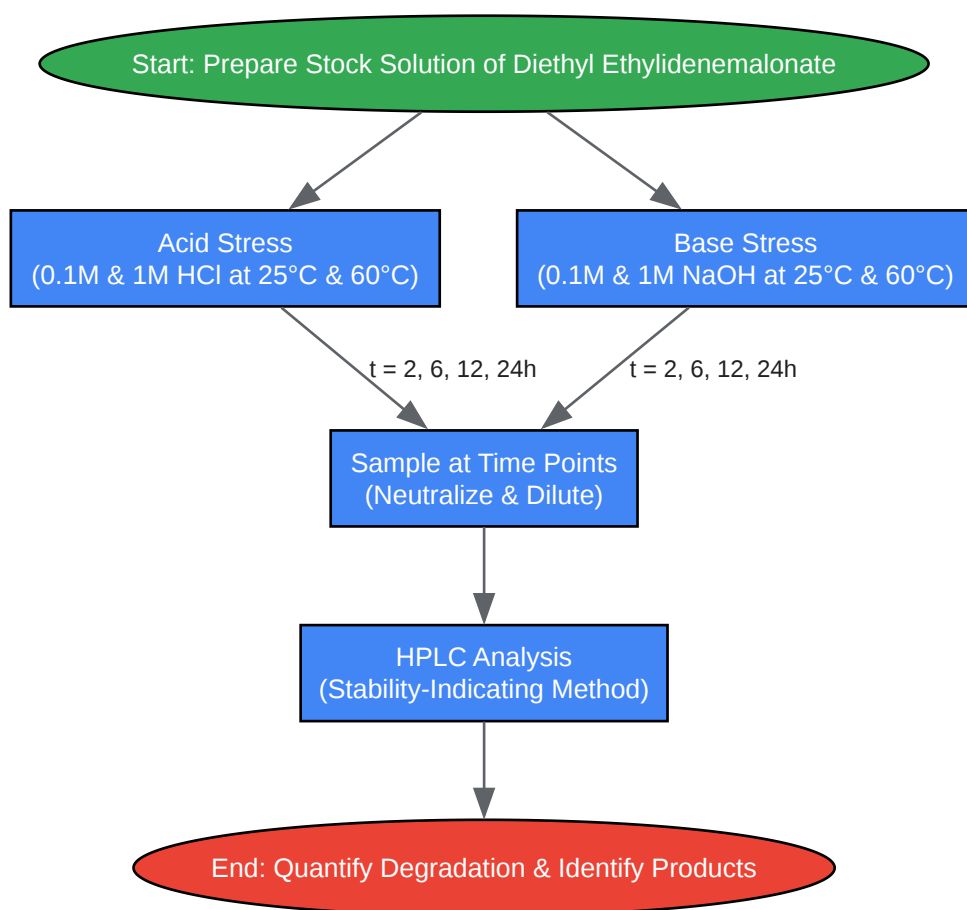 Start: Prepare Stock Solution of Diethyl Ethylidenemalonate
Acid Stress
(0.1M & 1M HCl at 25°C & 60°C)
Base Stress
(0.1M & 1M NaOH at 25°C & 60°C)
t = 2, 6, 12, 24h
t = 2, 6, 12, 24h
Sample at Time Points
(Neutralize & Dilute)
HPLC Analysis
(Stability-Indicating Method)
End: Quantify Degradation & Identify Products